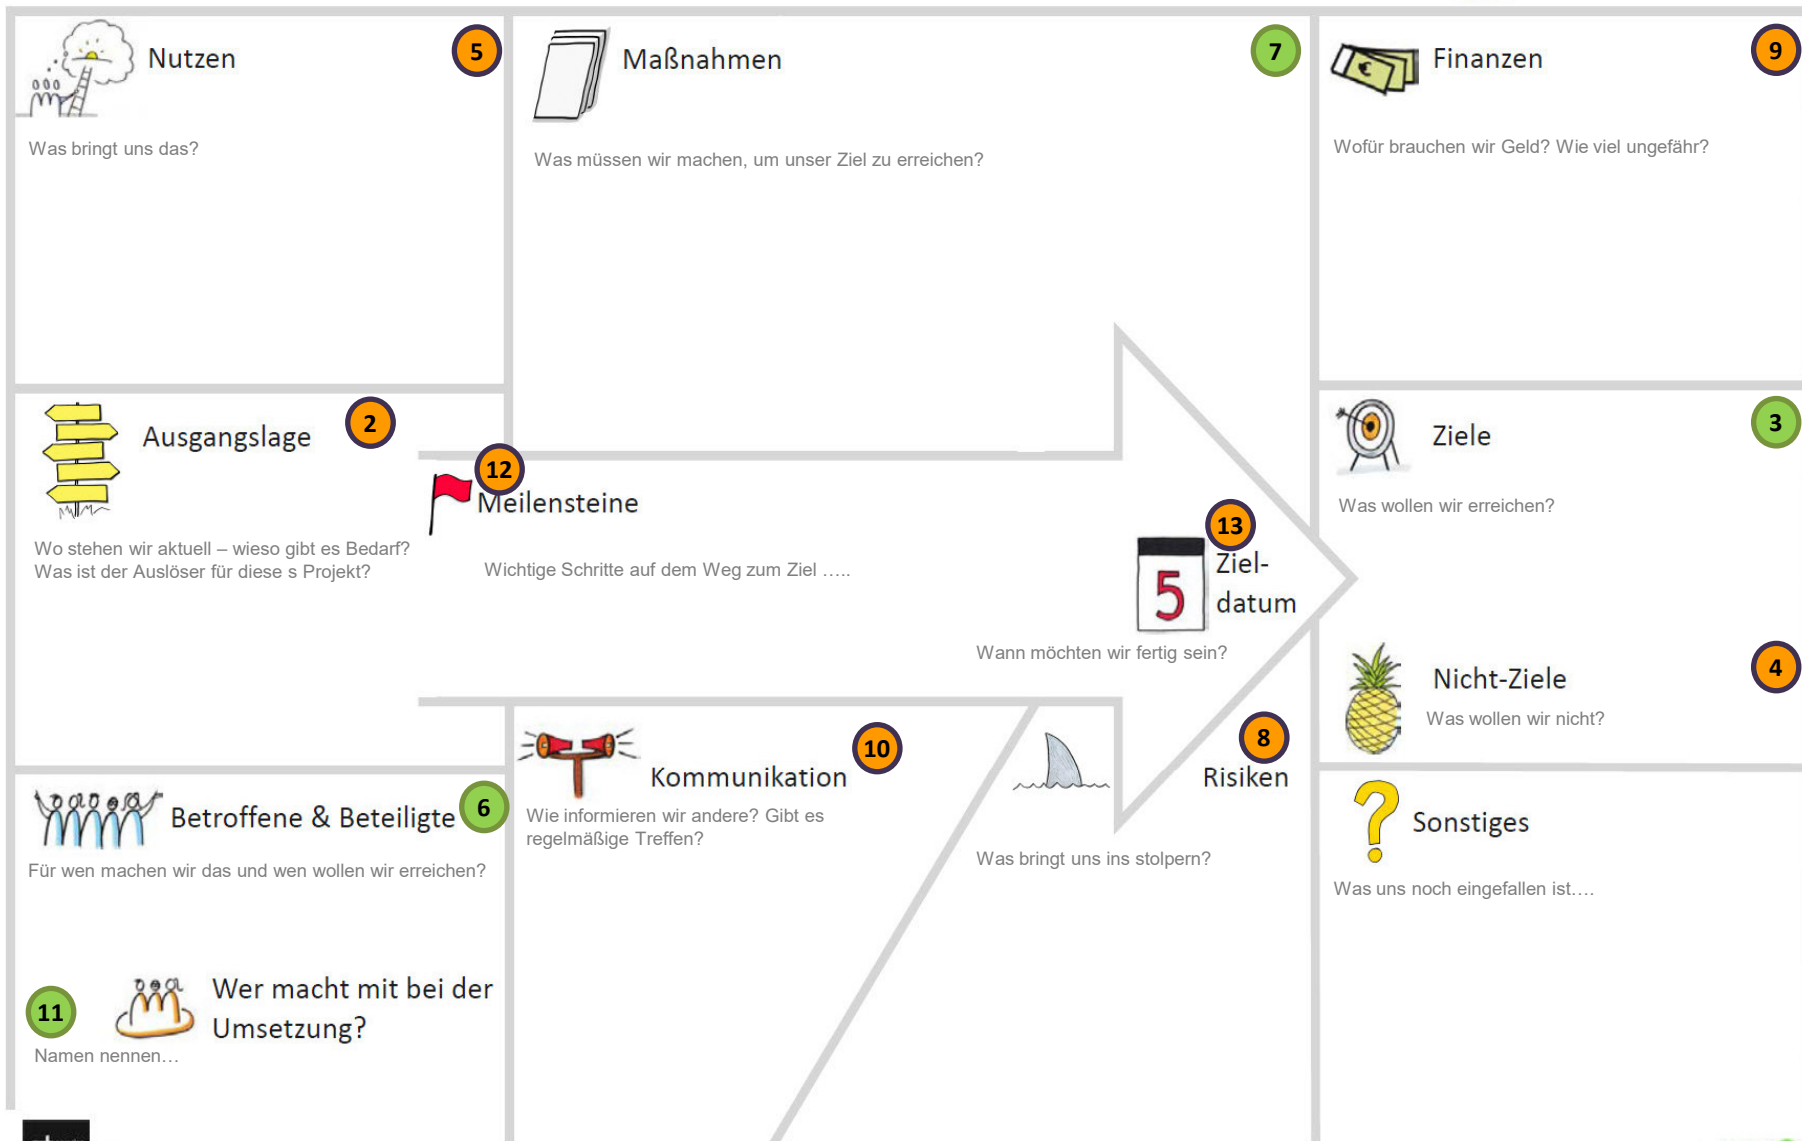 Nutzen
5
Was bringt uns das?
Maßnahmen
7
Was müssen wir machen, um unser Ziel zu erreichen?
Finanzen
9
Wofür brauchen wir Geld? Wie viel ungefähr?
Ausgangslage
2
Wo stehen wir aktuell – wieso gibt es Bedarf?
Was ist der Auslöser für diese s Projekt?
12
Meilensteine
Wichtige Schritte auf dem Weg zum Ziel …..
13
5
Ziel-
datum
Wann möchten wir fertig sein?
Ziele
3
Was wollen wir erreichen?
Nicht-Ziele
4
Was wollen wir nicht?
Betroffene & Beteiligte
6
Für wen machen wir das und wen wollen wir erreichen?
11
Wer macht mit bei der
Umsetzung?
Namen nennen…
Kommunikation
10
Wie informieren wir andere? Gibt es
regelmäßige Treffen?
8
Risiken
Was bringt uns ins stolpern?
Sonstiges
Was uns noch eingefallen ist….